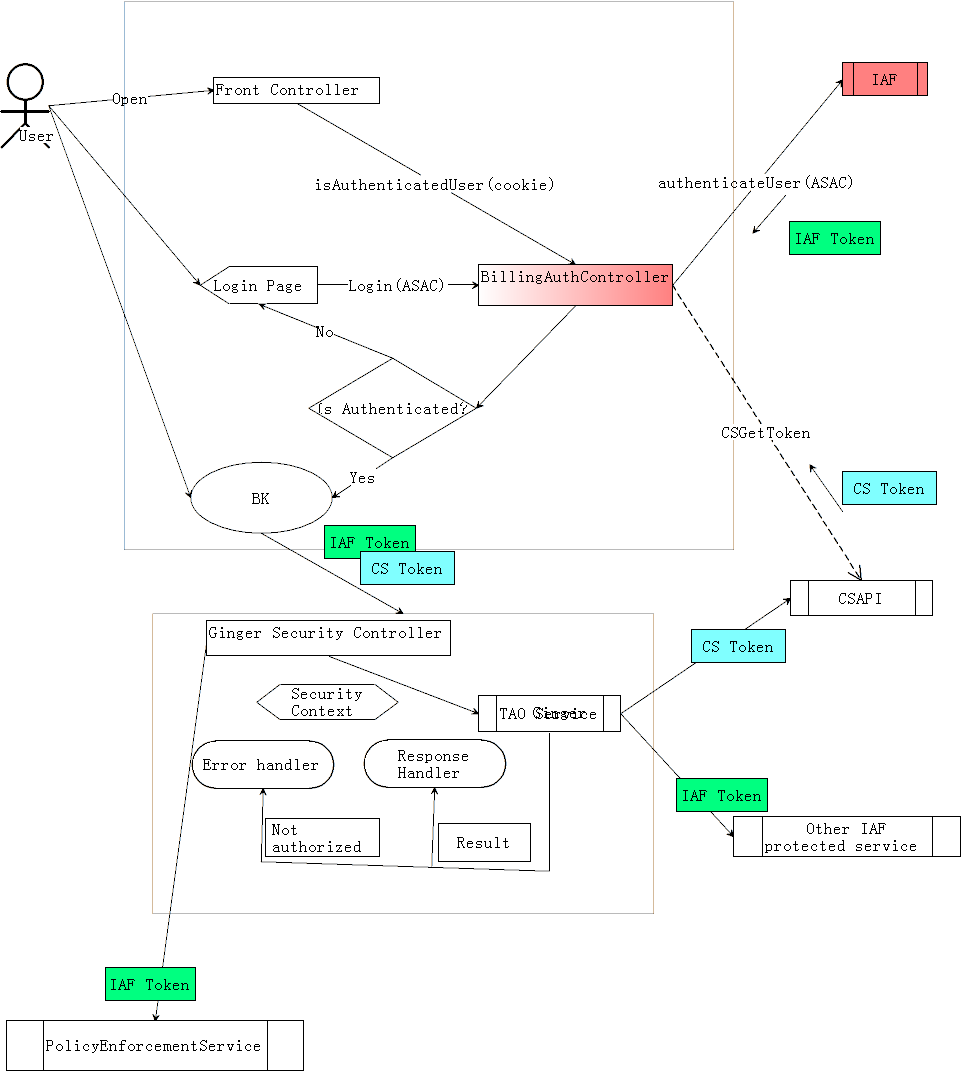 IAF
Front Controller
Open
User
isAuthenticatedUser(cookie)
authenticateUser(ASAC)
IAF Token
BillingAuthController
Login Page
Login(ASAC)
No
Is Authenticated?
CSGetToken
Yes
CS Token
BK
IAF Token
CS Token
CSAPI
Ginger Security Controller
CS Token
Security
Context
TAO Service
Ginger
Response
Handler
Error handler
IAF Token
Not
authorized
Result
Other IAF
protected service
IAF Token
PolicyEnforcementService